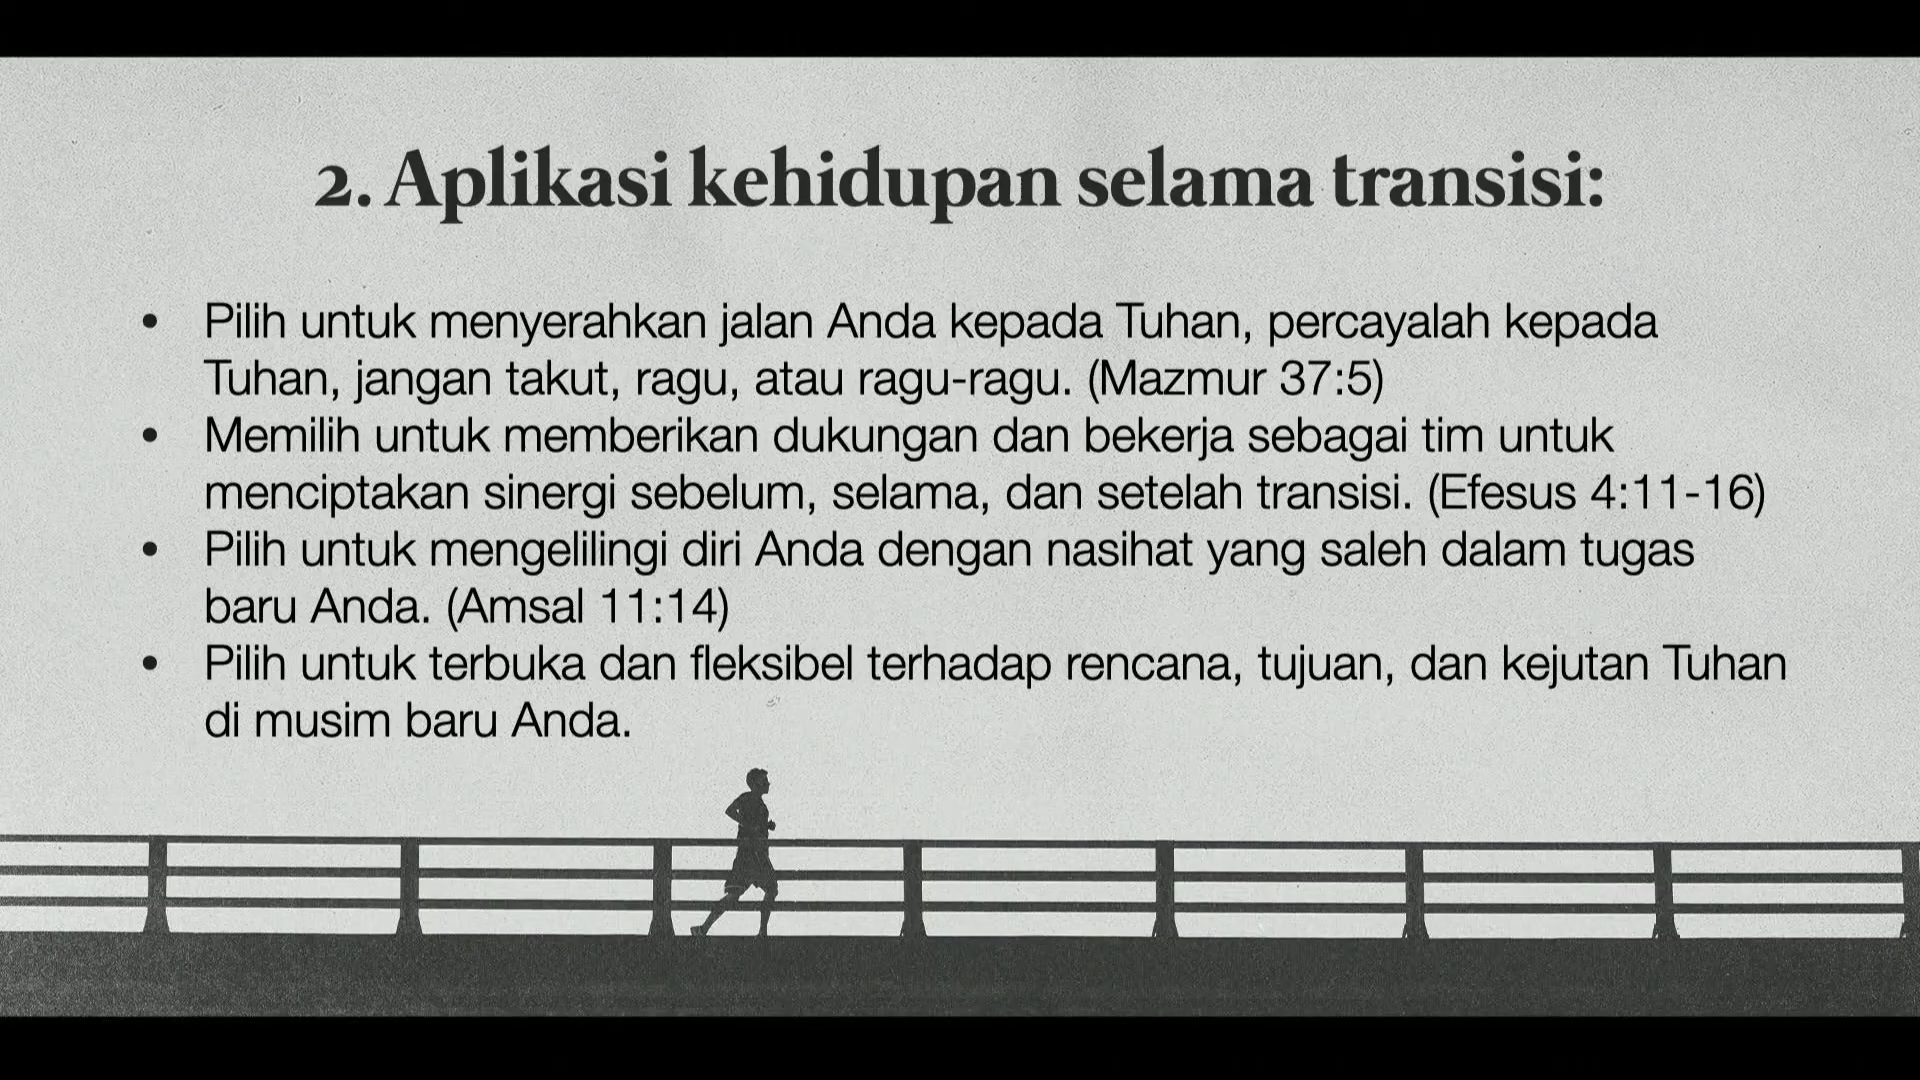 2. Aplikasi kehidupan selama transisi:
• Pilih untuk menyerahkan jalan Anda kepada Tuhan, percayalah kepada
Tuhan, jangan takut, ragu, atau ragu-ragu. (Mazmur 37:5)
• Memilih untuk memberikan dukungan dan bekerja sebagai tim untuk
menciptakan sinergi sebelum, selama, dan setelah transisi. (Efesus 4:11-16)
• Pilih untuk mengelilingi diri Anda dengan nasihat yang saleh dalam tugas
baru Anda. (Amsal 11:14)
• Pilih untuk terbuka dan fleksibel terhadap rencana, tujuan, dan kejutan Tuhan
di musim baru Anda.